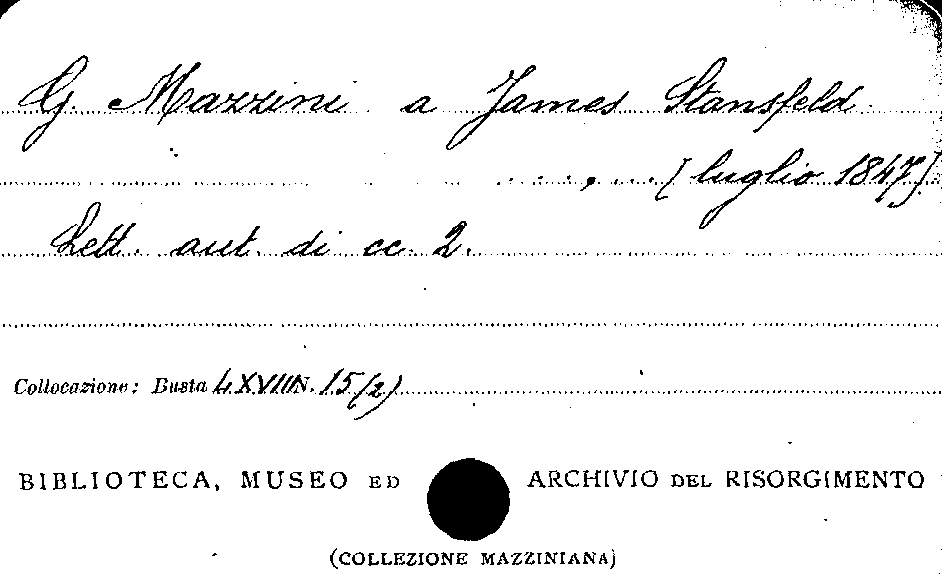 G. Mazzini a James Stansfeld
..., ... [luglio 1847]
Lett. aut. di cc. 2.
Collocazione: Busta LXVIII N. 15(2)
BIBLIOTECA, MUSEO ED ARCHIVIO DEL RISORGIMENTO
(COLLEZIONE MAZZINIANA)